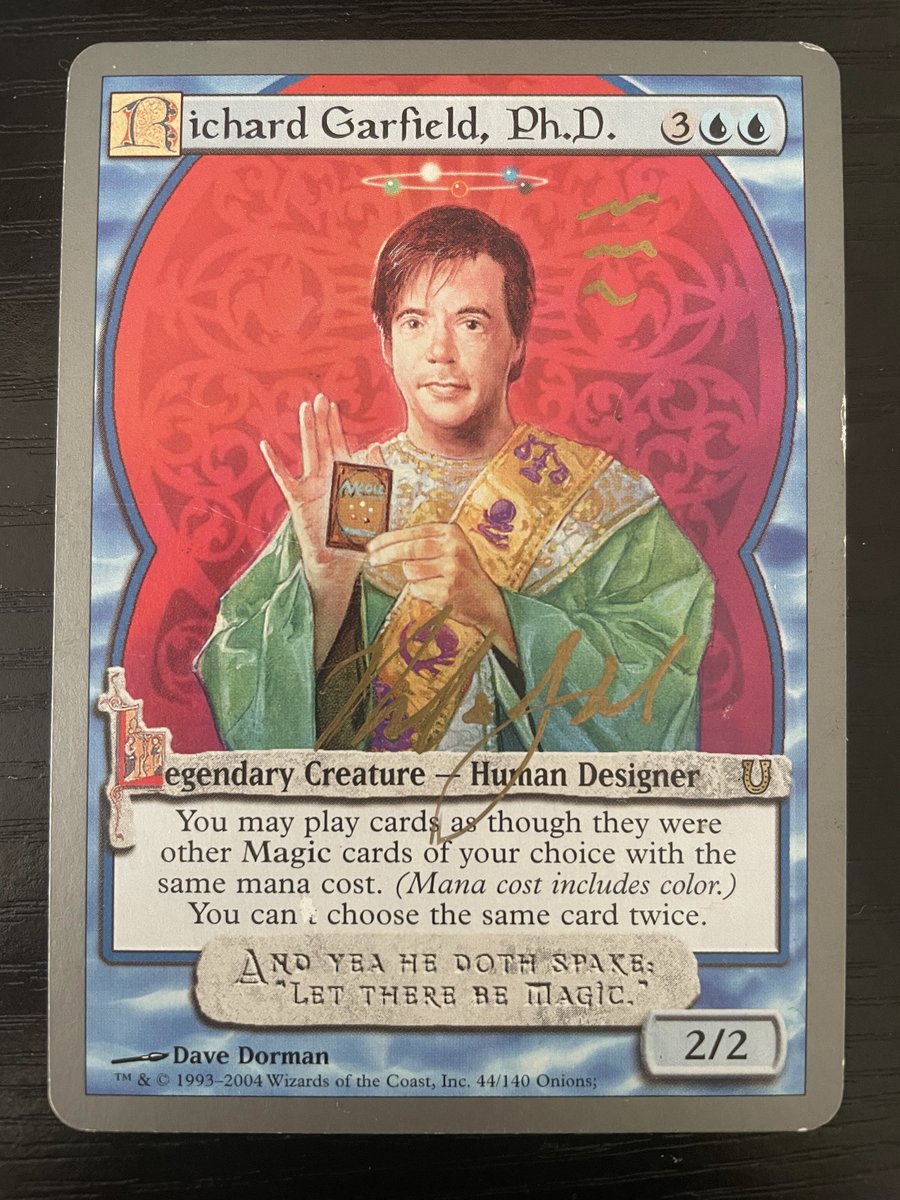 Richard Garfield, Ph.D. 3
MAGIC
Legendary Creature — Human Designer
You may play cards as though they were
other Magic cards of your choice with the
same mana cost. (Mana cost includes color.)
You can't choose the same card twice.
AND YEA HE DOTH SPAKE:
"LET THERE BE MAGIC."
2/2
Dave Dorman
™ & © 1993–2004 Wizards of the Coast, Inc. 44/140 Onions;